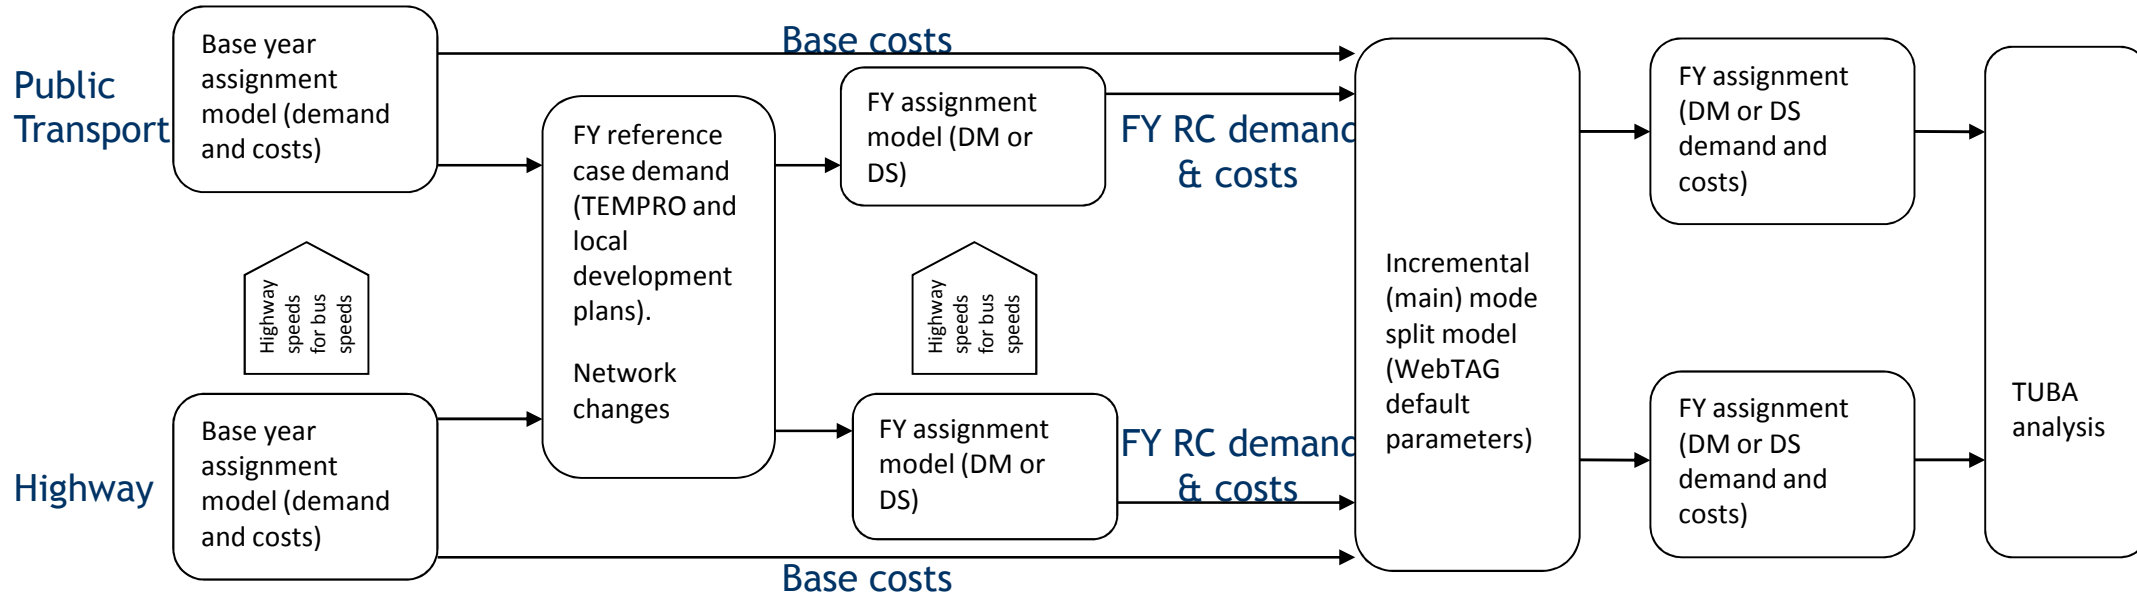 Public
Transport
Base year
assignment
model (demand
and costs)
Base costs
FY reference
case demand
(TEMPRO and
local
development
plans).
Network
changes
FY assignment
model (DM or
DS)
FY RC demand
& costs
Highway
speeds
for bus
speeds
Highway
speeds
for bus
speeds
Incremental
(main) mode
split model
(WebTAG
default
parameters)
FY assignment
(DM or DS
demand and
costs)
TUBA
analysis
Highway
Base year
assignment
model (demand
and costs)
FY assignment
model (DM or
DS)
FY RC demand
& costs
Base costs
FY assignment
(DM or DS
demand and
costs)